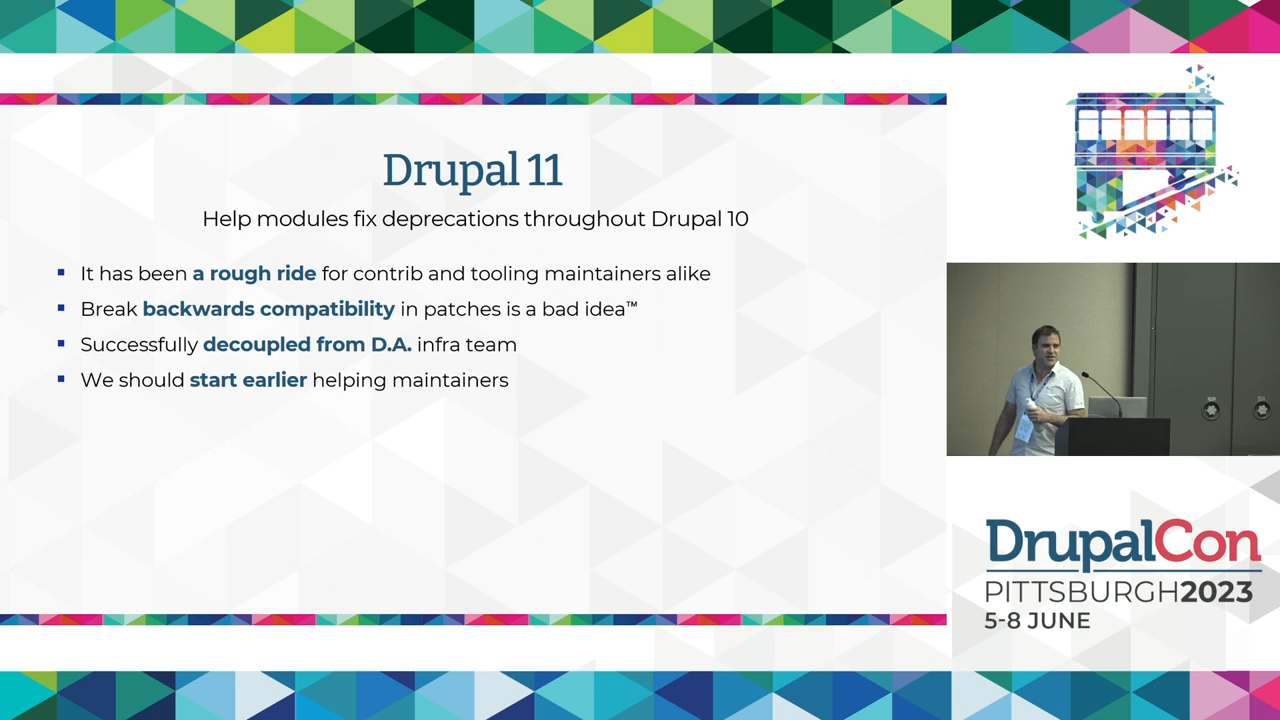 Drupal 11
Help modules fix deprecations throughout Drupal 10
It has been a rough ride for contrib and tooling maintainers alike
Break backwards compatibility in patches is a bad idea™
Successfully decoupled from D.A. infra team
We should start earlier helping maintainers
DrupalCon
PITTSBURGH2023
5-8 JUNE